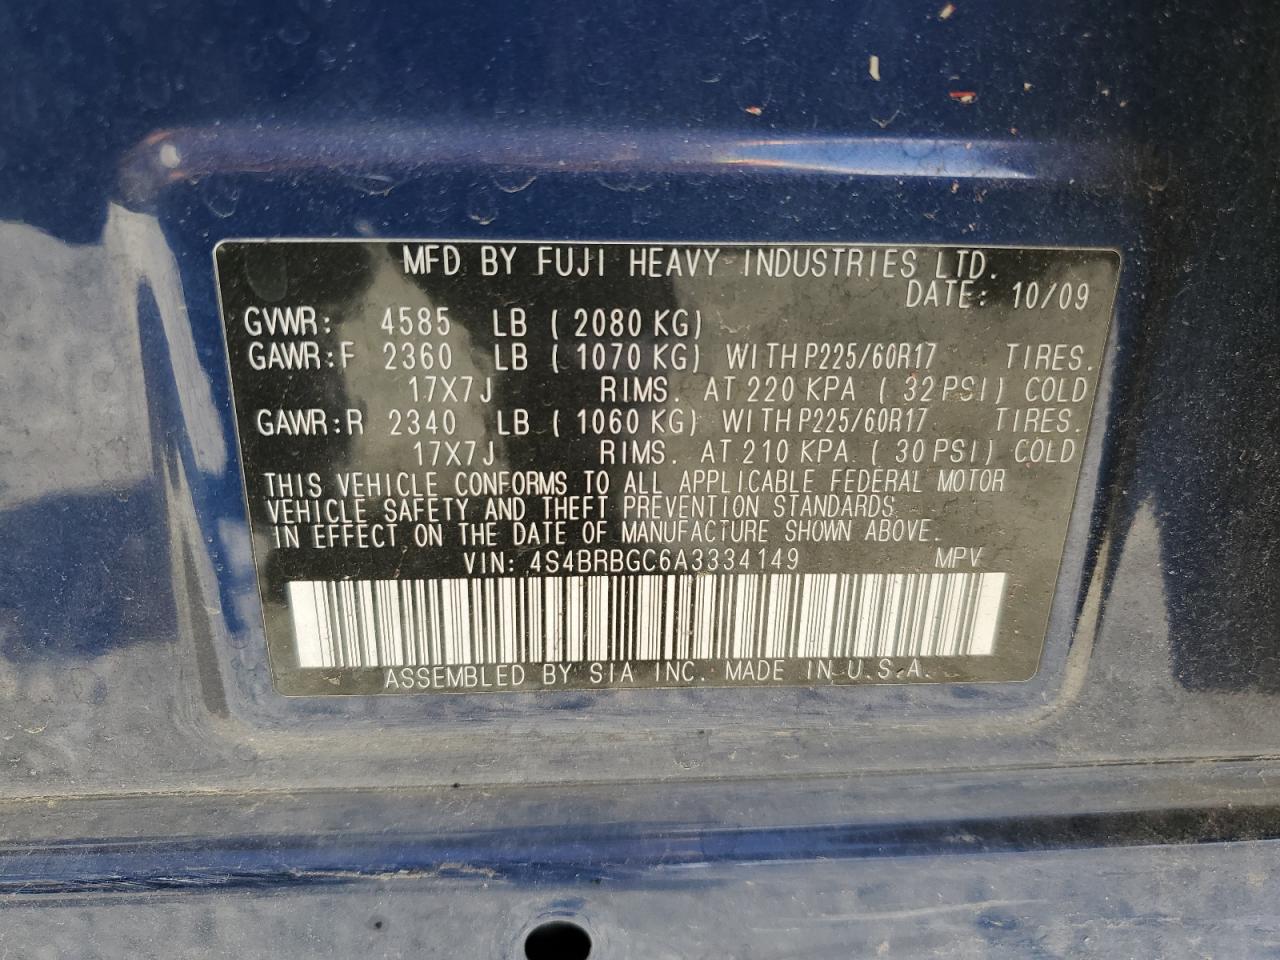 MFD BY FUJI HEAVY INDUSTRIES LTD.
DATE: 10/09
GVWR: 4585 LB ( 2080 KG)
GAWR:F 2360 LB ( 1070 KG) WITH P225/60R17 TIRES.
17X7J RIMS. AT 220 KPA ( 32 PSI) COLD
GAWR:R 2340 LB ( 1060 KG) WITH P225/60R17 TIRES.
17X7J RIMS. AT 210 KPA ( 30 PSI) COLD
THIS VEHICLE CONFORMS TO ALL APPLICABLE FEDERAL MOTOR
VEHICLE SAFETY AND THEFT PREVENTION STANDARDS
IN EFFECT ON THE DATE OF MANUFACTURE SHOWN ABOVE.
VIN: 4S4BRBGC6A3334149 MPV
ASSEMBLED BY SIA INC. MADE IN U.S.A.